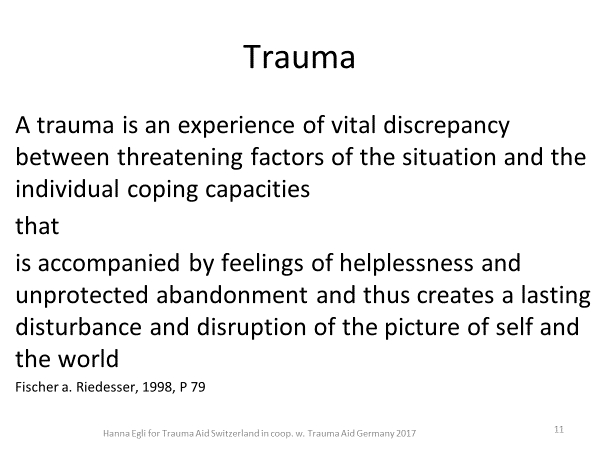 Trauma
A trauma is an experience of vital discrepancy
between threatening factors of the situation and the
individual coping capacities
that
is accompanied by feelings of helplessness and
unprotected abandonment and thus creates a lasting
disturbance and disruption of the picture of self and
the world
Fischer a. Riedesser, 1998, P 79
Hanna Egli for Trauma Aid Switzerland in coop. w. Trauma Aid Germany 2017
11